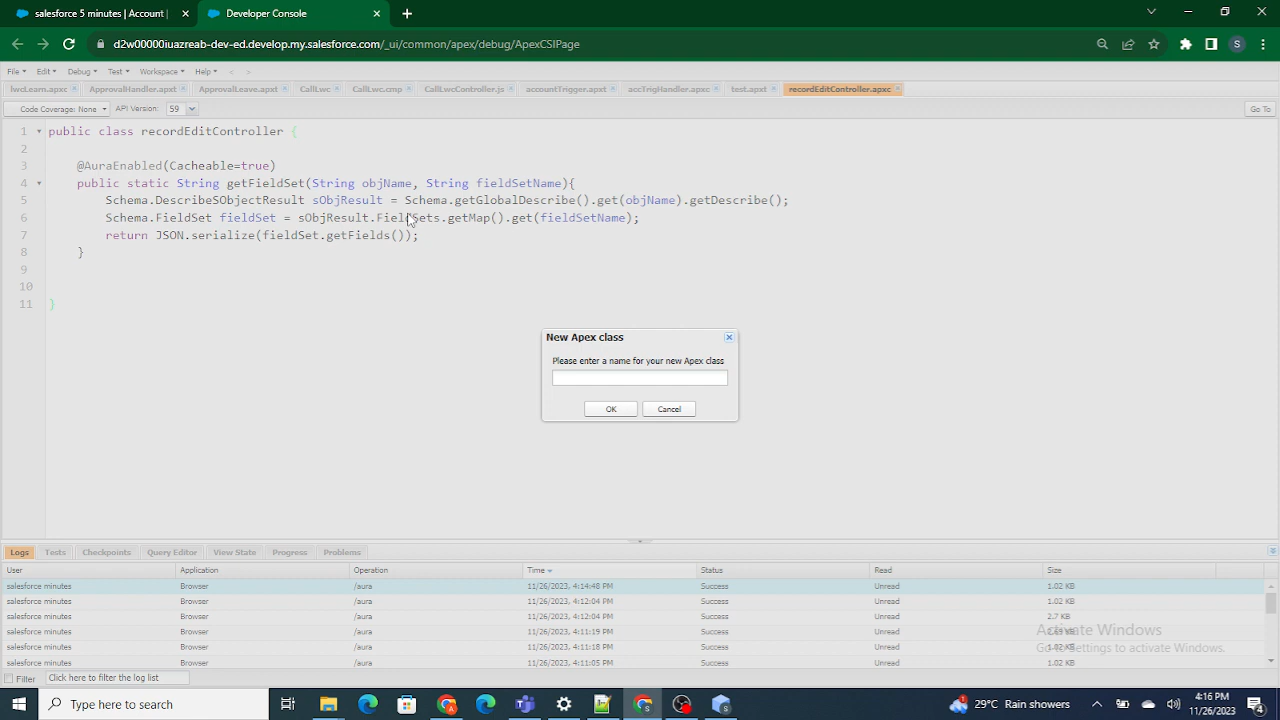 salesforce 5 minutes | Account |
Developer Console
d2w00000iuazreab-dev-ed.develop.my.salesforce.com/_ui/common/apex/debug/ApexCSIPage
S
File Edit Debug Test Workspace Help < >
lwcLearn.apxc ApprovalHandler.apxt ApprovalLeave.apxt CallLwc CallLwc.cmp CallLwcController.js accountTrigger.apxt accTrigHandler.apxc test.apxt recordEditController.apxc
Code Coverage: None API Version: 59 Go To
1 public class recordEditController {
2
3 @AuraEnabled(Cacheable=true)
4 public static String getFieldSet(String objName, String fieldSetName){
5 Schema.DescribeSObjectResult sObjResult = Schema.getGlobalDescribe().get(objName).getDescribe();
6 Schema.FieldSet fieldSet = sObjResult.FieldSets.getMap().get(fieldSetName);
7 return JSON.serialize(fieldSet.getFields());
8 }
9
10
11 }
New Apex class
Please enter a name for your new Apex class
OK Cancel
Logs Tests Checkpoints Query Editor View State Progress Problems
User Application Operation Time Status Read Size
salesforce minutes Browser /aura 11/26/2023, 4:14:48 PM Success Unread 1.02 KB
salesforce minutes Browser /aura 11/26/2023, 4:12:04 PM Success Unread 1.02 KB
salesforce minutes Browser /aura 11/26/2023, 4:12:04 PM Success Unread 2.7 KB
salesforce minutes Browser /aura 11/26/2023, 4:11:19 PM Success Unread
salesforce minutes Browser /aura 11/26/2023, 4:11:18 PM Success Unread 1.02 KB
salesforce minutes Browser /aura 11/26/2023, 4:11:05 PM Success Unread 1.02 KB
Activate Windows
Go to Settings to activate Windows.
Filter Click here to filter the log list
Type here to search
29°C Rain showers
4:16 PM
11/26/2023
4